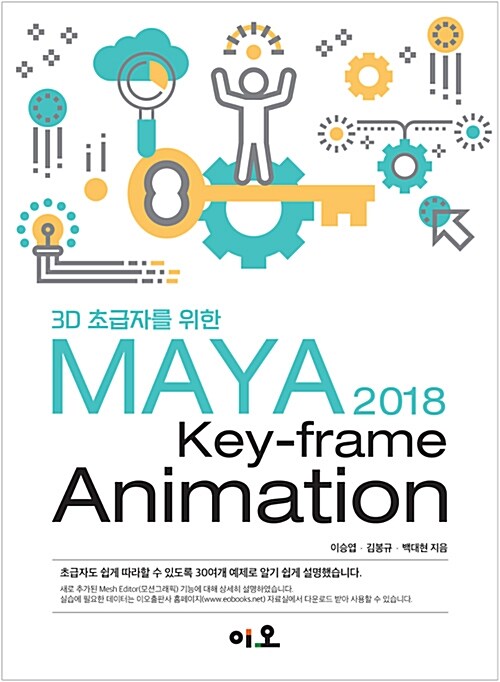 3D 초급자를 위한
MAYA 2018
Key-frame
Animation
이승엽 · 김봉규 · 백대현 지음
초급자도 쉽게 따라할 수 있도록 30여개 예제로 알기 쉽게 설명했습니다.
새로 추가된 Mesh Editor(모션그래픽) 기능에 대해 상세히 설명하였습니다.
실습에 필요한 데이터는 이오출판사 홈페이지(www.eobooks.net) 자료실에서 다운로드 받아 사용할 수 있습니다.
이오